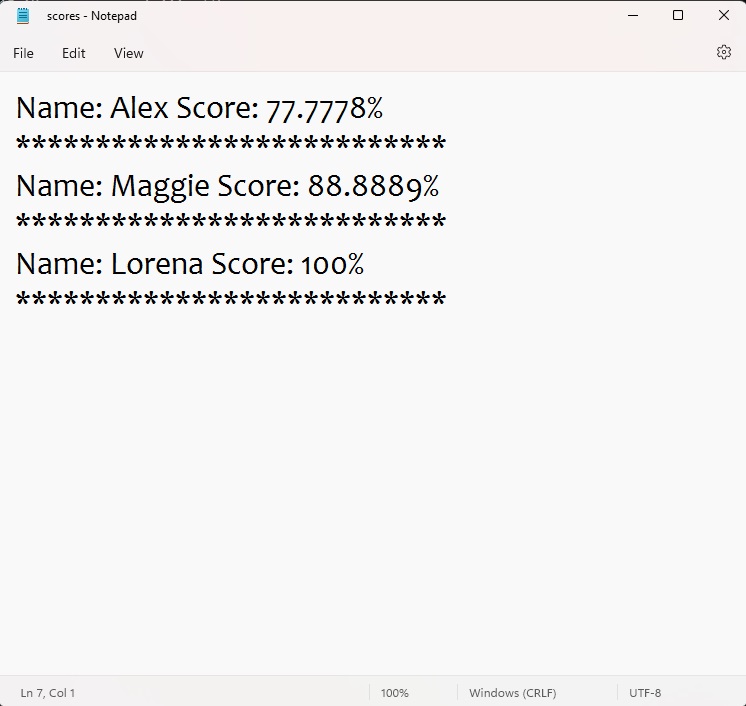 scores - Notepad
File Edit View
Name: Alex Score: 77.7778%
***************************
Name: Maggie Score: 88.8889%
***************************
Name: Lorena Score: 100%
***************************
Ln 7, Col 1 100% Windows (CRLF) UTF-8